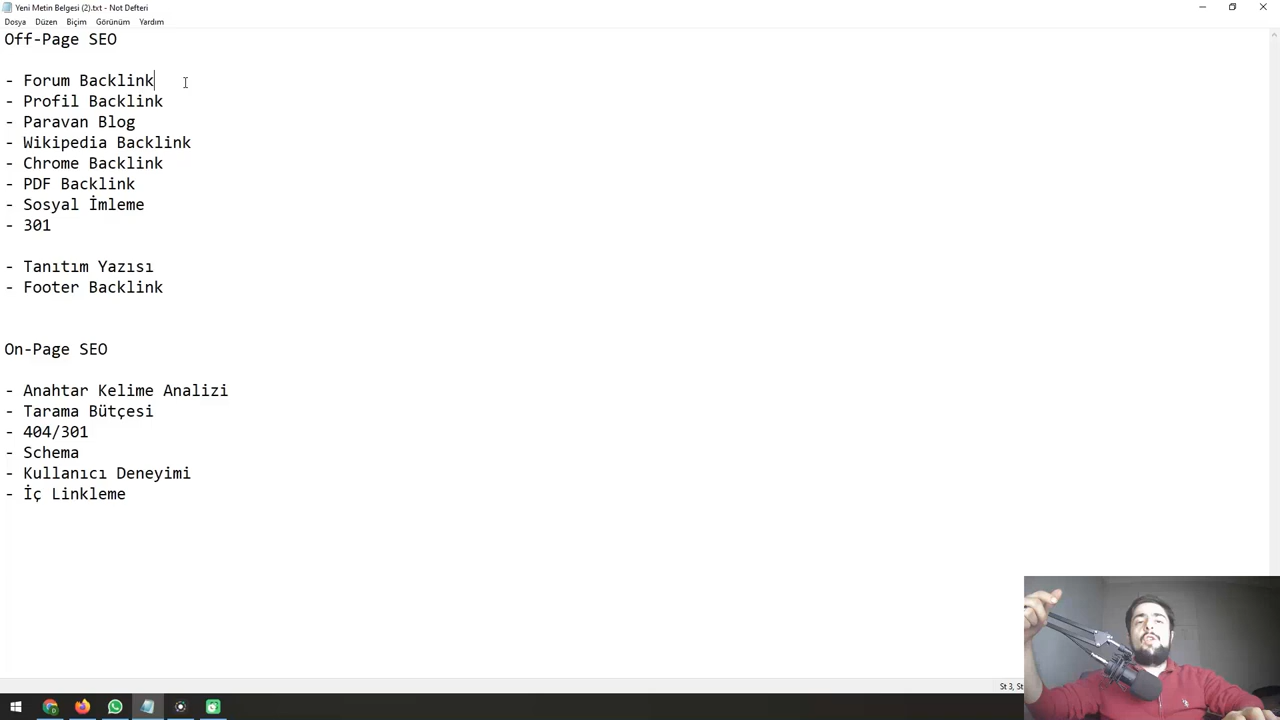 Yeni Metin Belgesi (2).txt - Not Defteri
Dosya Düzen Biçim Görünüm Yardım
Off-Page SEO
- Forum Backlink
- Profil Backlink
- Paravan Blog
- Wikipedia Backlink
- Chrome Backlink
- PDF Backlink
- Sosyal İmleme
- 301
- Tanıtım Yazısı
- Footer Backlink
On-Page SEO
- Anahtar Kelime Analizi
- Tarama Bütçesi
- 404/301
- Schema
- Kullanıcı Deneyimi
- İç Linkleme
St 3, S